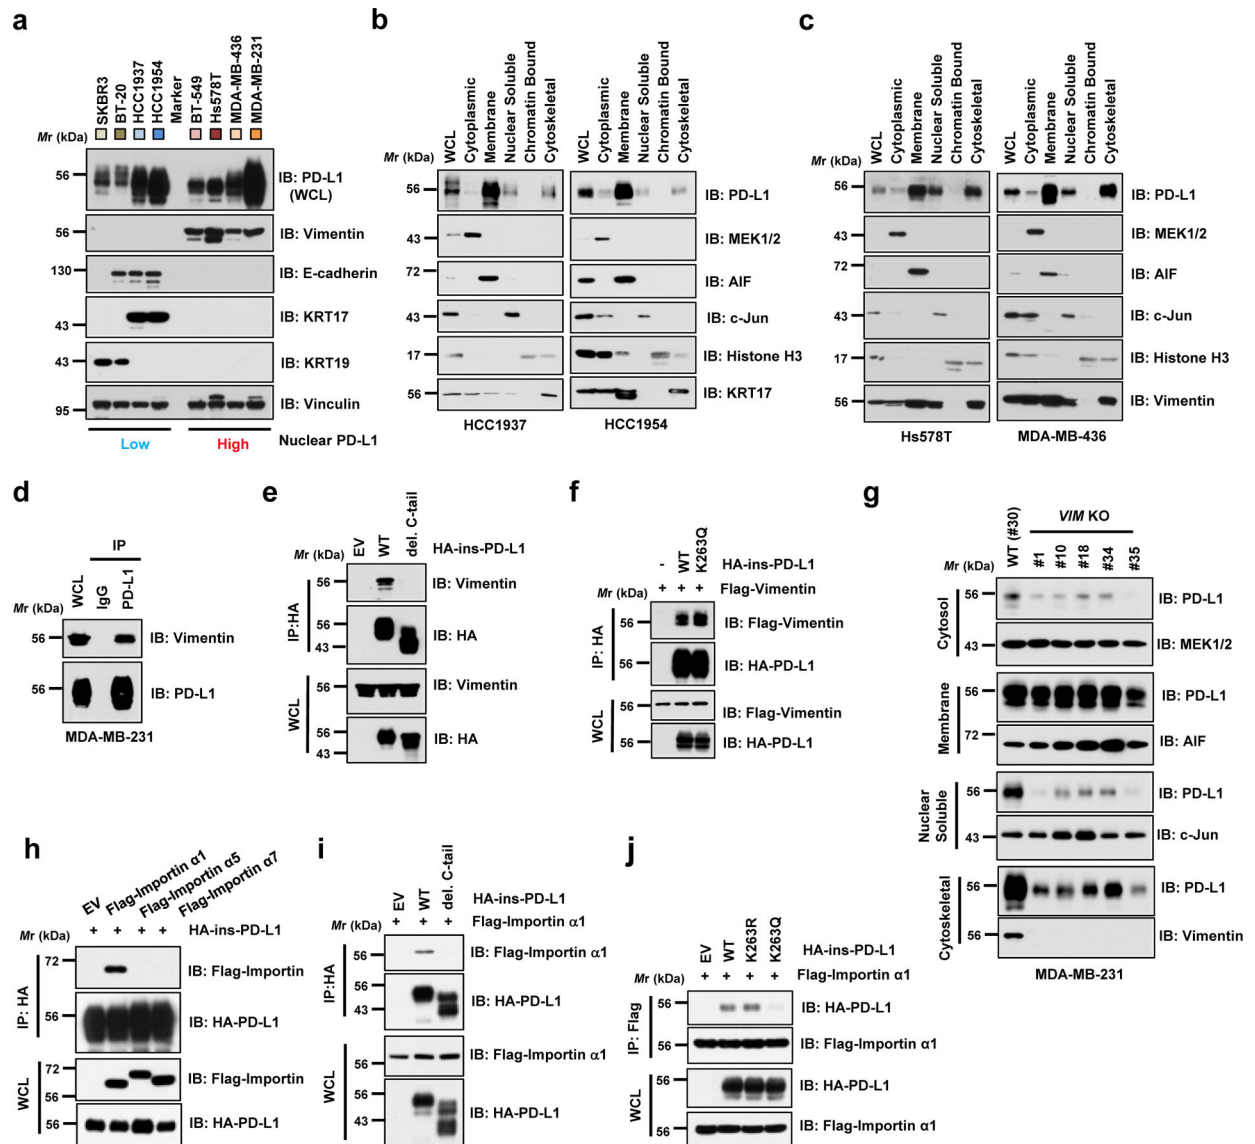 a
SKBR3
BT-20
HCC1937
HCC1954
Marker
BT-549
Hs578T
MDA-MB-436
MDA-MB-231
Mr (kDa)
56
IB: PD-L1
(WCL)
56
IB: Vimentin
130
IB: E-cadherin
43
IB: KRT17
43
IB: KRT19
95
IB: Vinculin
Low
High
Nuclear PD-L1
b
WCL
Cytoplasmic
Membrane
Nuclear Soluble
Chromatin Bound
Cytoskeletal
WCL
Cytoplasmic
Membrane
Nuclear Soluble
Chromatin Bound
Cytoskeletal
Mr (kDa)
56
IB: PD-L1
43
IB: MEK1/2
72
IB: AIF
43
IB: c-Jun
17
IB: Histone H3
56
IB: KRT17
HCC1937
HCC1954
c
WCL
Cytoplasmic
Membrane
Nuclear Soluble
Chromatin Bound
Cytoskeletal
WCL
Cytoplasmic
Membrane
Nuclear Soluble
Chromatin Bound
Cytoskeletal
Mr (kDa)
56
IB: PD-L1
43
IB: MEK1/2
72
IB: AIF
43
IB: c-Jun
17
IB: Histone H3
56
IB: Vimentin
Hs578T
MDA-MB-436
d
IP
WCL
IgG
PD-L1
Mr (kDa)
56
IB: Vimentin
56
IB: PD-L1
MDA-MB-231
e
EV
WT
del. C-tail
HA-ins-PD-L1
Mr (kDa)
IP:HA
56
IB: Vimentin
56
43
IB: HA
WCL
56
IB: Vimentin
56
43
IB: HA
f
- WT K263Q
HA-ins-PD-L1
+ + + Flag-Vimentin
Mr (kDa)
IP: HA
56
IB: Flag-Vimentin
56
IB: HA-PD-L1
WCL
56
IB: Flag-Vimentin
56
IB: HA-PD-L1
g
WT (#30)
VIM KO
#1
#10
#18
#34
#35
Mr (kDa)
Cytosol
56
IB: PD-L1
43
IB: MEK1/2
Membrane
56
IB: PD-L1
72
IB: AIF
Nuclear
Soluble
56
IB: PD-L1
43
IB: c-Jun
Cytoskeletal
56
IB: PD-L1
56
IB: Vimentin
MDA-MB-231
h
EV
Flag-Importin α1
Flag-Importin α5
Flag-Importin α7
+ + + + HA-ins-PD-L1
Mr (kDa)
IP: HA
72
IB: Flag-Importin
56
IB: HA-PD-L1
WCL
72
56
IB: Flag-Importin
56
IB: HA-PD-L1
i
EV
WT
del. C-tail
HA-ins-PD-L1
+ + + Flag-Importin α1
Mr (kDa)
IP:HA
56
IB: Flag-Importin α1
56
43
IB: HA-PD-L1
WCL
56
IB: Flag-Importin α1
56
43
IB: HA-PD-L1
j
EV
WT
K263R
K263Q
HA-ins-PD-L1
+ + + + Flag-Importin α1
Mr (kDa)
IP: Flag
56
IB: HA-PD-L1
56
IB: Flag-Importin α1
WCL
56
IB: HA-PD-L1
56
IB: Flag-Importin α1